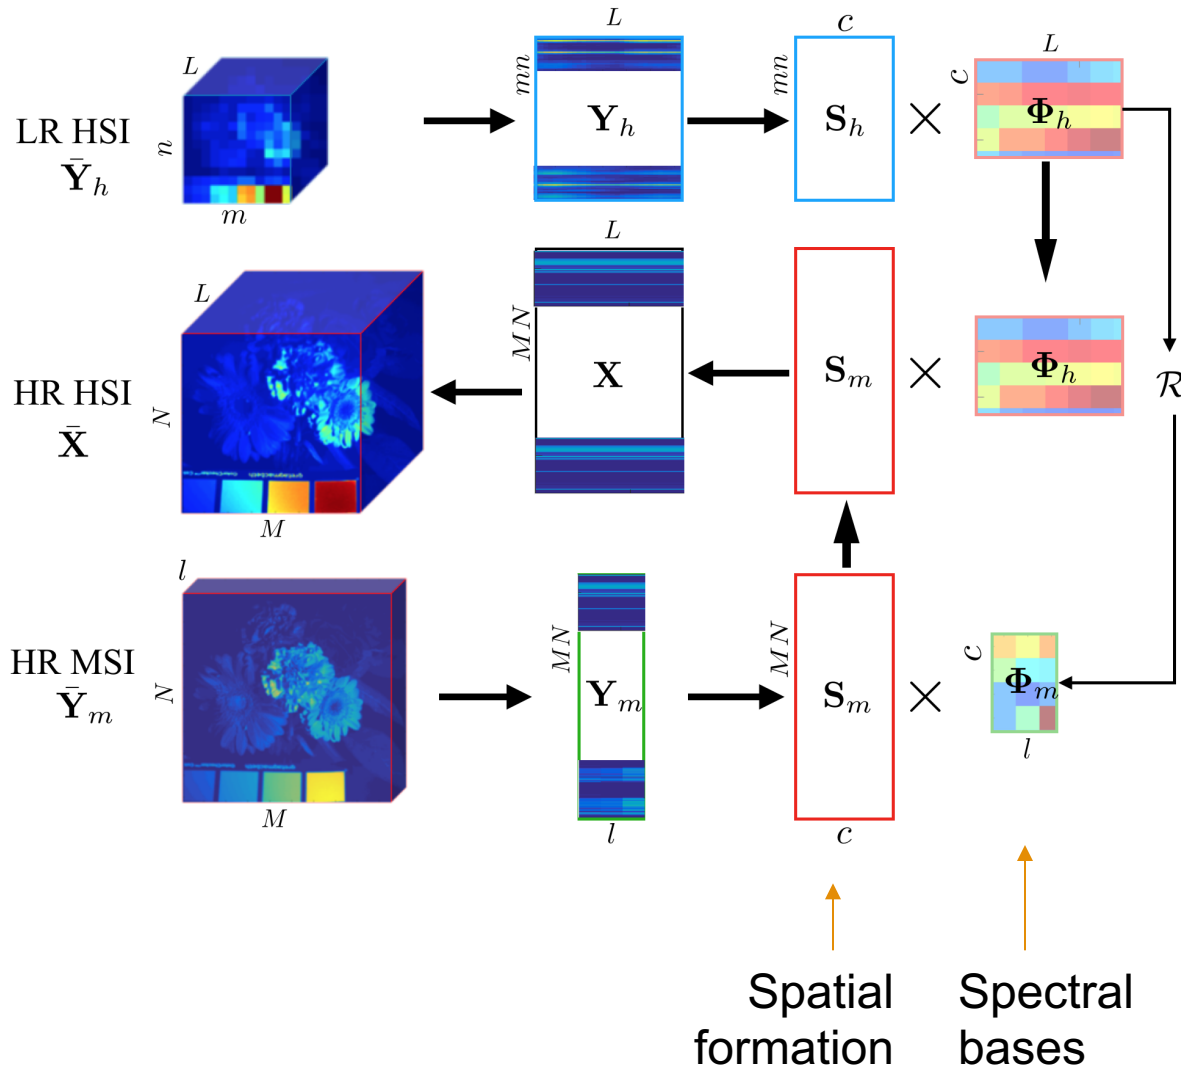 L
c
L
L
mn
mn
c
LR HSI
Ȳ_h
n
Y_h
S_h
×
Φ_h
m
L
L
MN
HR HSI
X̄
N
X
S_m
×
Φ_h
ℛ
M
l
MN
MN
c
HR MSI
Ȳ_m
N
Y_m
S_m
×
Φ_m
l
M
l
c
Spatial
formation
Spectral
bases